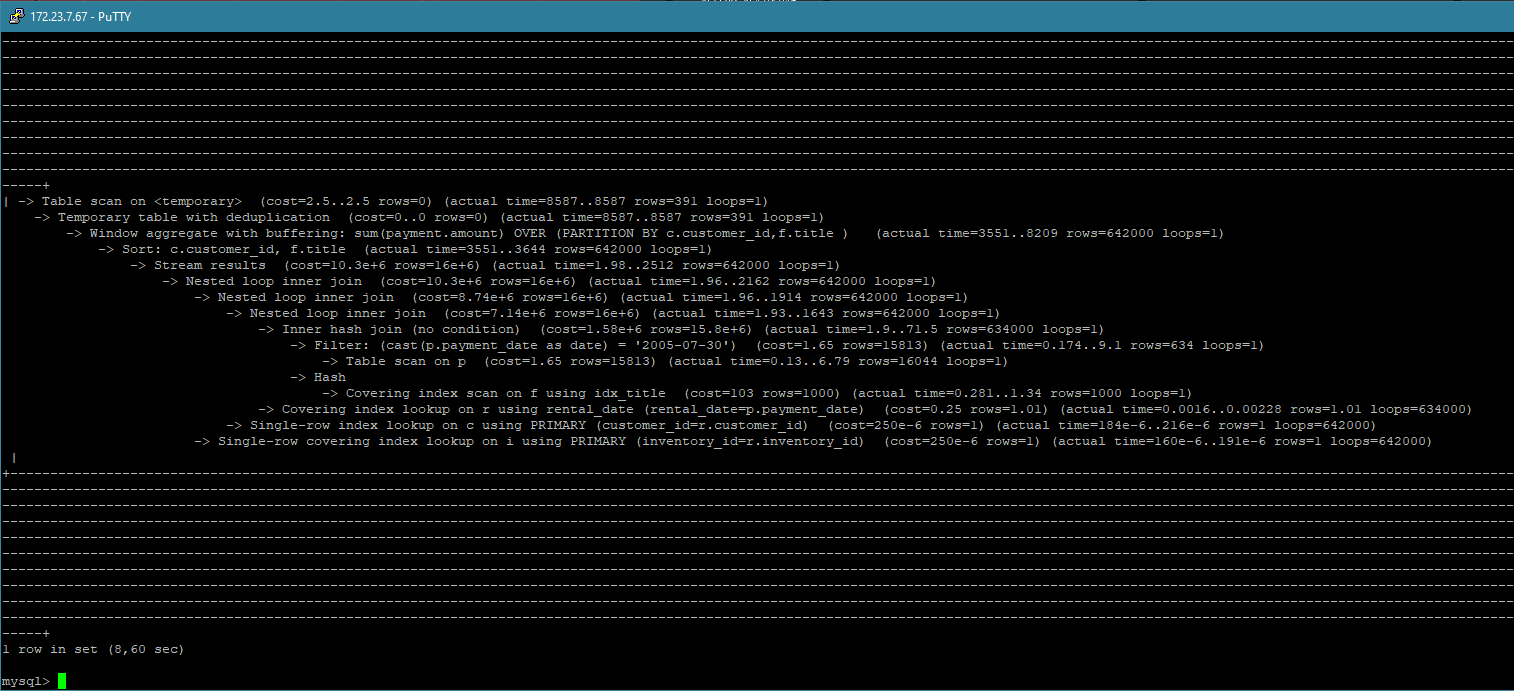 172.23.7.67 - PuTTY
-----+
| -> Table scan on <temporary>  (cost=2.5..2.5 rows=0) (actual time=8587..8587 rows=391 loops=1)
    -> Temporary table with deduplication  (cost=0..0 rows=0) (actual time=8587..8587 rows=391 loops=1)
        -> Window aggregate with buffering: sum(payment.amount) OVER (PARTITION BY c.customer_id,f.title )   (actual time=3551..8209 rows=642000 loops=1)
            -> Sort: c.customer_id, f.title  (actual time=3551..3644 rows=642000 loops=1)
                -> Stream results  (cost=10.3e+6 rows=16e+6) (actual time=1.98..2512 rows=642000 loops=1)
                    -> Nested loop inner join  (cost=10.3e+6 rows=16e+6) (actual time=1.96..2162 rows=642000 loops=1)
                        -> Nested loop inner join  (cost=8.74e+6 rows=16e+6) (actual time=1.96..1914 rows=642000 loops=1)
                            -> Nested loop inner join  (cost=7.14e+6 rows=16e+6) (actual time=1.93..1643 rows=642000 loops=1)
                                -> Inner hash join (no condition)  (cost=1.58e+6 rows=15.8e+6) (actual time=1.9..71.5 rows=634000 loops=1)
                                    -> Filter: (cast(p.payment_date as date) = '2005-07-30')  (cost=1.65 rows=15813) (actual time=0.174..9.1 rows=634 loops=1)
                                        -> Table scan on p  (cost=1.65 rows=15813) (actual time=0.13..6.79 rows=16044 loops=1)
                                    -> Hash
                                        -> Covering index scan on f using idx_title  (cost=103 rows=1000) (actual time=0.281..1.34 rows=1000 loops=1)
                                -> Covering index lookup on r using rental_date (rental_date=p.payment_date)  (cost=0.25 rows=1.01) (actual time=0.0016..0.00228 rows=1.01 loops=634000)
                            -> Single-row index lookup on c using PRIMARY (customer_id=r.customer_id)  (cost=250e-6 rows=1) (actual time=184e-6..216e-6 rows=1 loops=642000)
                        -> Single-row covering index lookup on i using PRIMARY (inventory_id=r.inventory_id)  (cost=250e-6 rows=1) (actual time=160e-6..191e-6 rows=1 loops=642000)
 |
-----+
1 row in set (8,60 sec)
mysql>